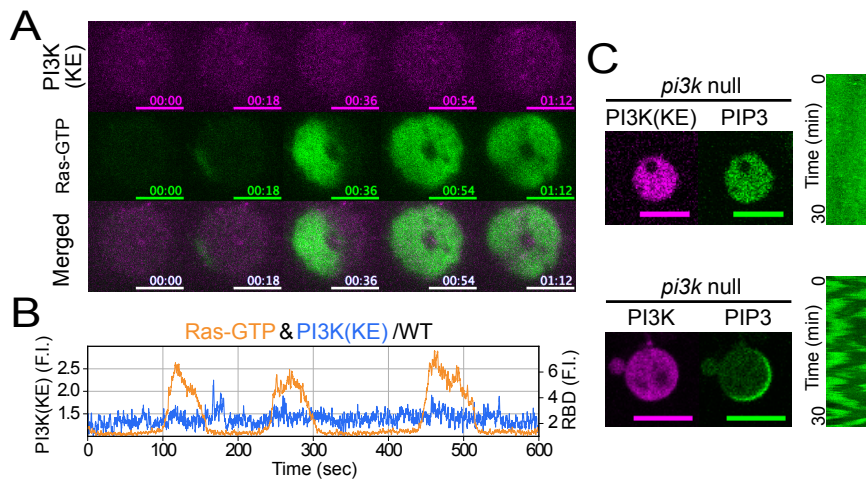 A
PI3K
(KE)
00:00 00:18 00:36 00:54 01:12
Ras-GTP
00:00 00:18 00:36 00:54 01:12
Merged
00:00 00:18 00:36 00:54 01:12
B
Ras-GTP & PI3K(KE) /WT
PI3K(KE) (F.I.)
2.5
2.0
1.5
6
4
2
RBD (F.I.)
0 100 200 300 400 500 600
Time (sec)
C
pi3k null
PI3K(KE) PIP3
0
Time (min)
30
pi3k null
PI3K PIP3
0
Time (min)
30